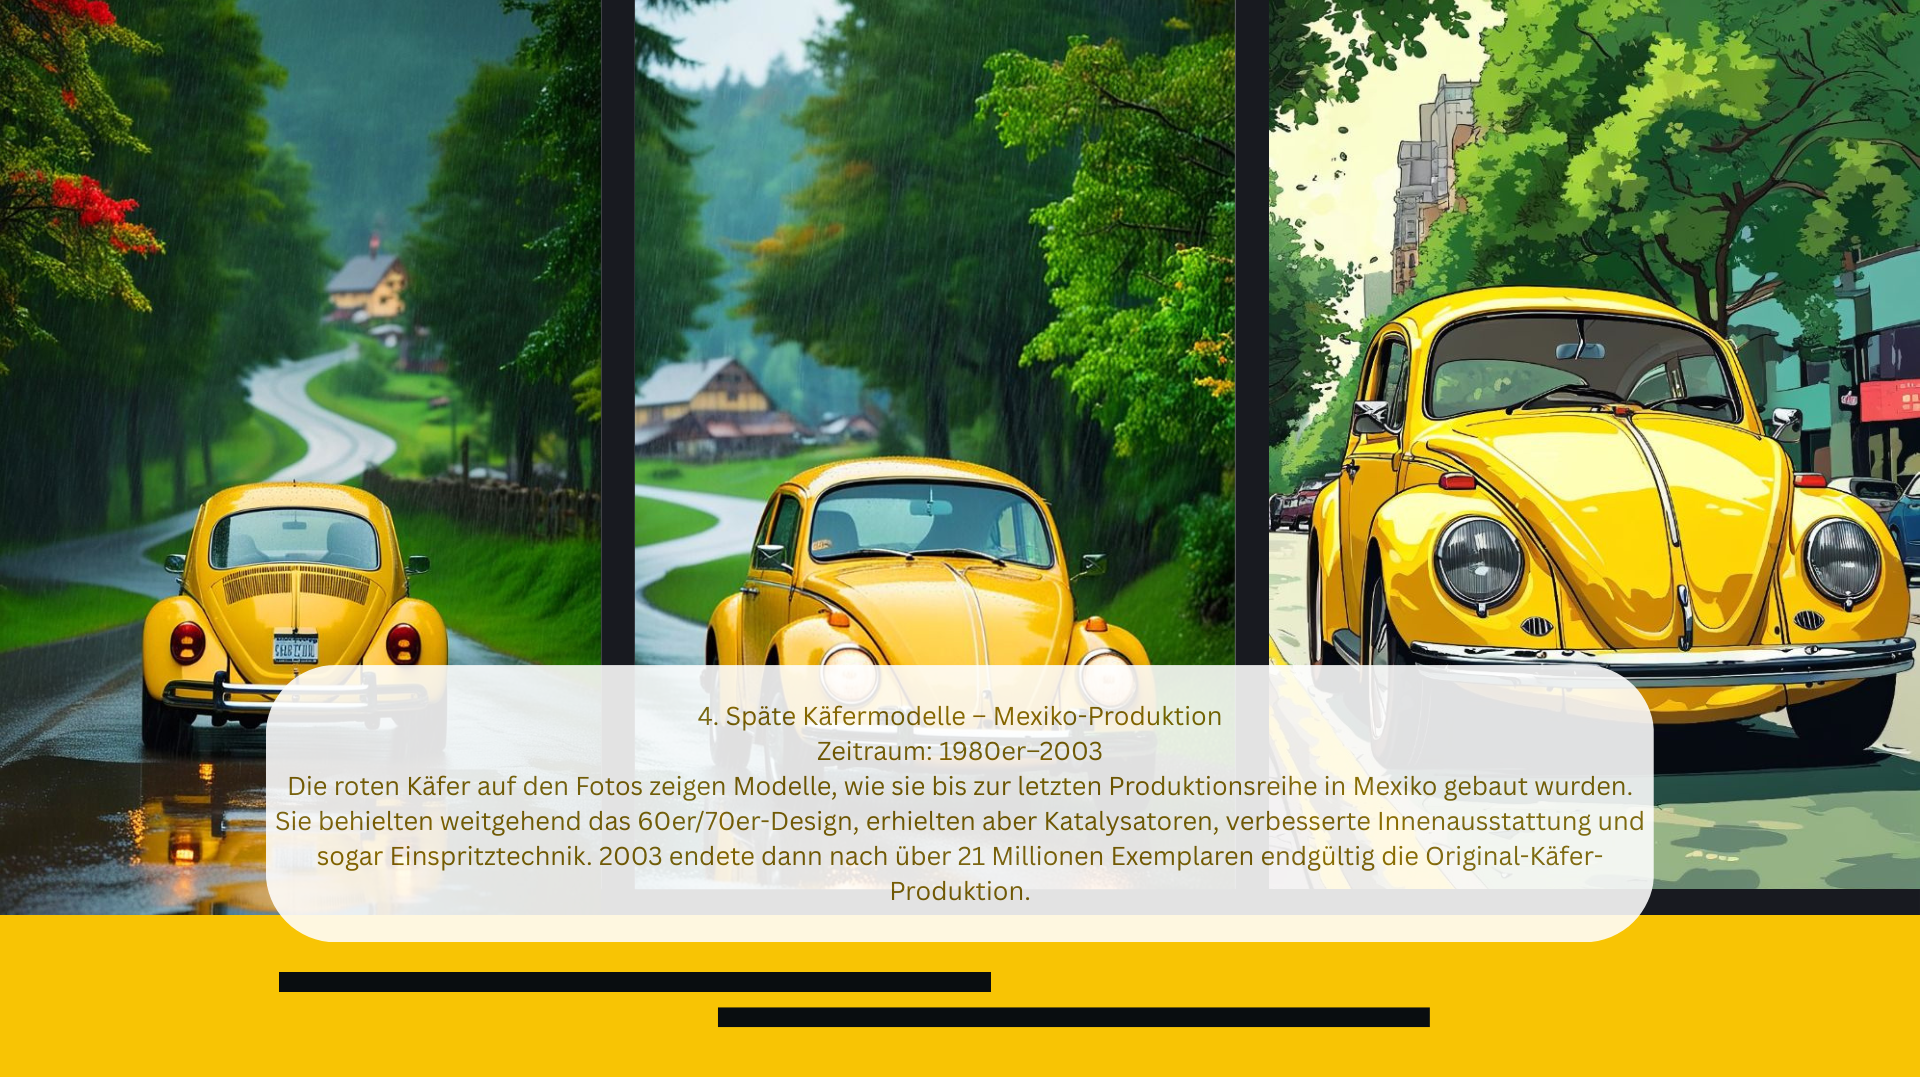 4. Späte Käfermodelle – Mexiko-Produktion
Zeitraum: 1980er–2003
Die roten Käfer auf den Fotos zeigen Modelle, wie sie bis zur letzten Produktionsreihe in Mexiko gebaut wurden.
Sie behielten weitgehend das 60er/70er-Design, erhielten aber Katalysatoren, verbesserte Innenausstattung und
sogar Einspritztechnik. 2003 endete dann nach über 21 Millionen Exemplaren endgültig die Original-Käfer-
Produktion.